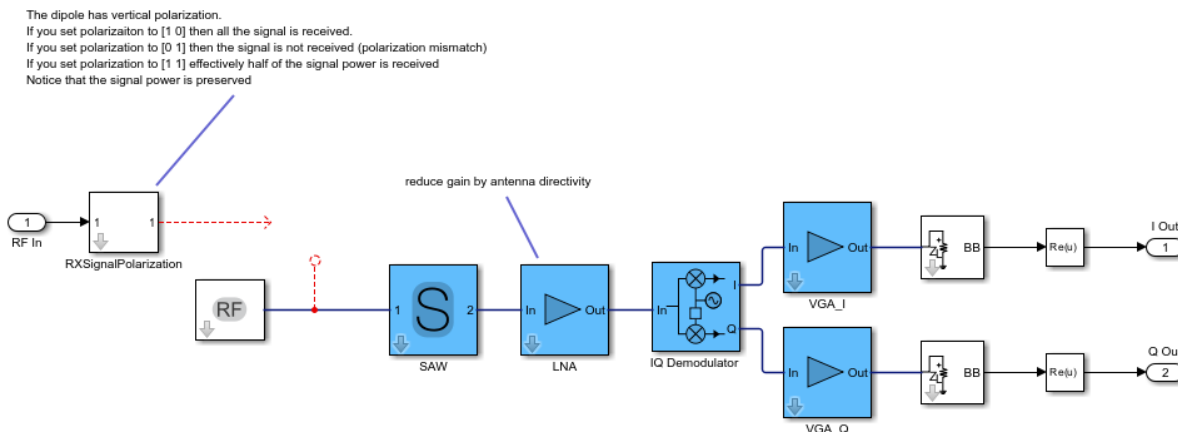 The dipole has vertical polarization.
If you set polarizaiton to [1 0] then all the signal is received.
If you set polarization to [0 1] then the signal is not received (polarization mismatch)
If you set polarization to [1 1] effectively half of the signal power is received
Notice that the signal power is preserved
reduce gain by antenna directivity
1
RF In
1 1
RXSignalPolarization
RF
1 S 2
SAW
In Out
LNA
In I Q
IQ Demodulator
In Out
VGA_I
BB
Re(u)
I Out
1
In Out
VGA_Q
BB
Re(u)
Q Ou
2